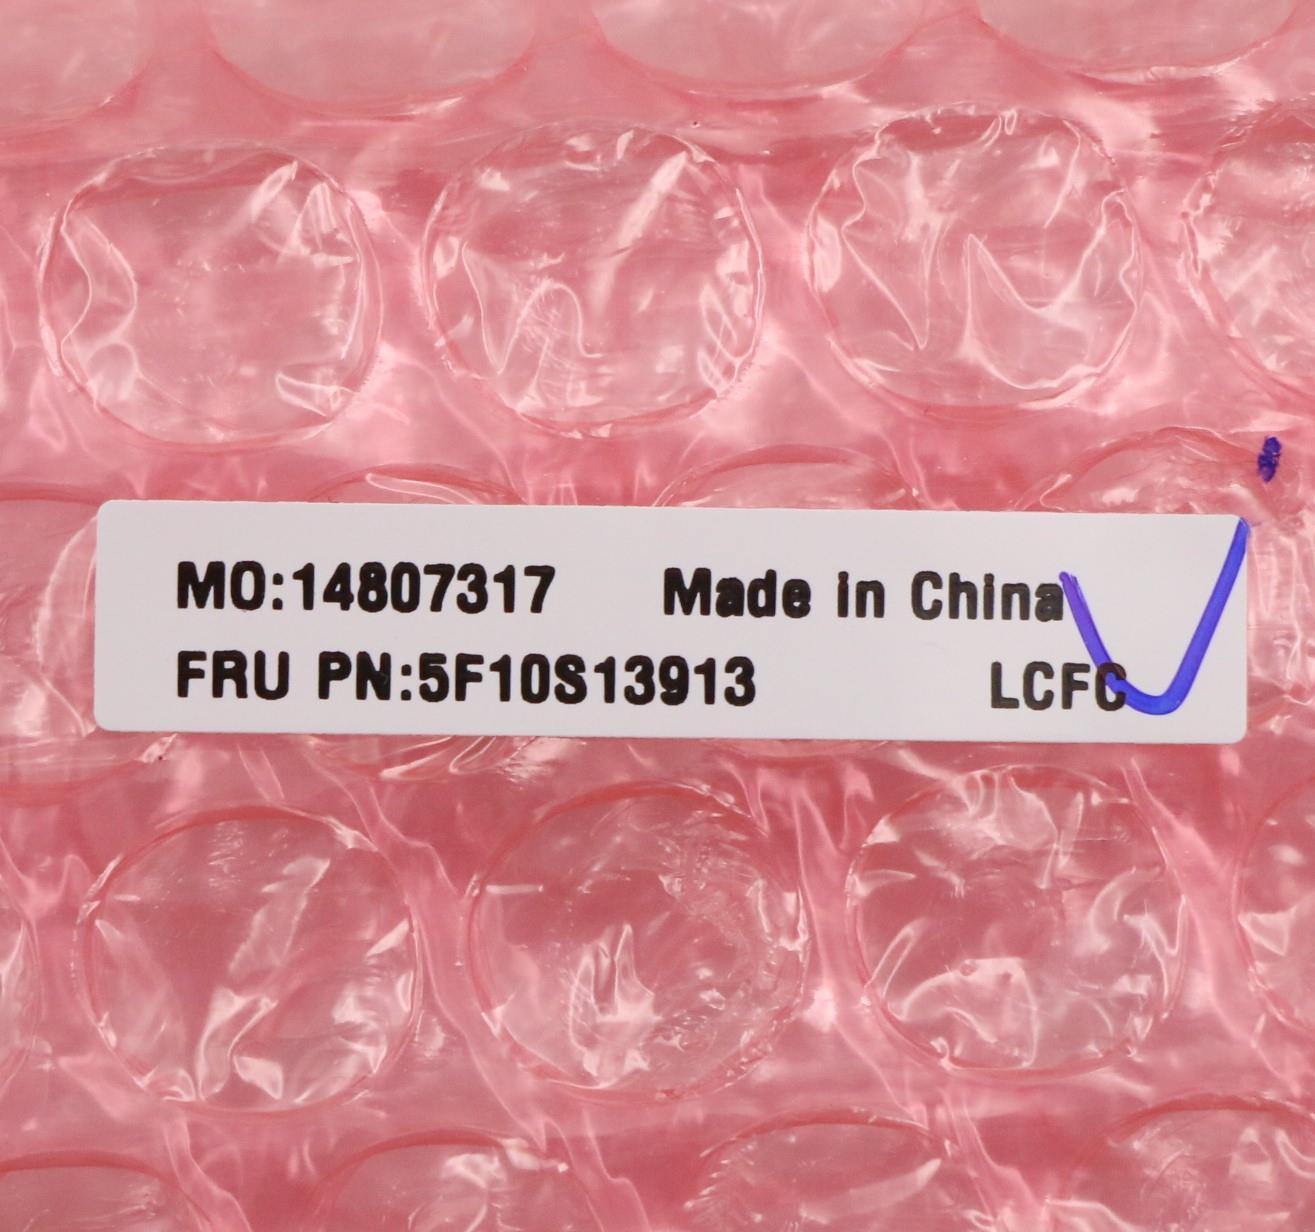 MO:14807317 Made in China
FRU PN:5F10S13913 LCFC